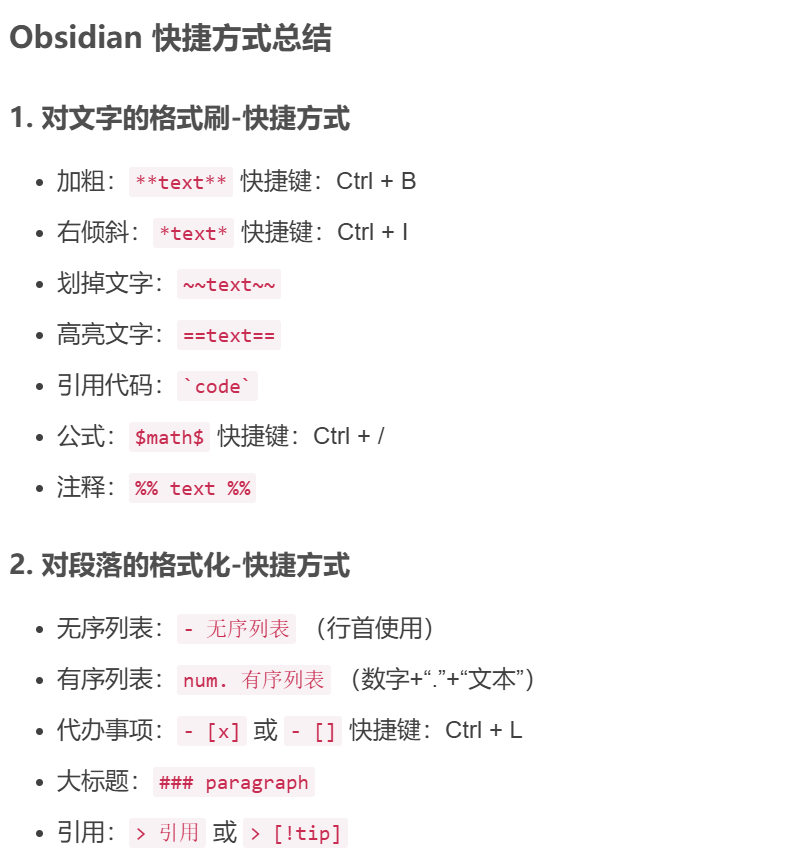 Obsidian 快捷方式总结
1. 对文字的格式刷-快捷方式
• 加粗：**text** 快捷键：Ctrl + B
• 右倾斜：*text* 快捷键：Ctrl + I
• 划掉文字：~~text~~
• 高亮文字：==text==
• 引用代码：`code`
• 公式：$math$ 快捷键：Ctrl + /
• 注释：%% text %%
2. 对段落的格式化-快捷方式
• 无序列表：- 无序列表 （行首使用）
• 有序列表：num. 有序列表 （数字+“.”+“文本”）
• 代办事项：- [x] 或 - [] 快捷键：Ctrl + L
• 大标题：### paragraph
• 引用：> 引用 或 > [!tip]